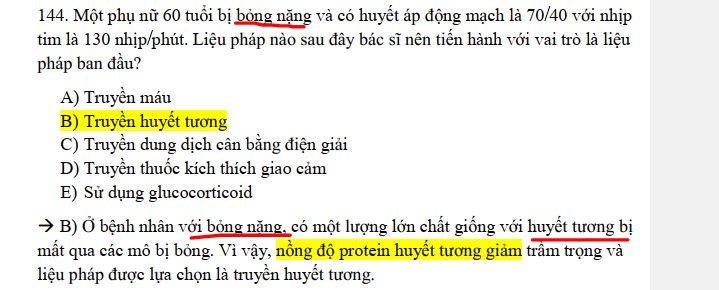 144. Một phụ nữ 60 tuổi bị bỏng nặng và có huyết áp động mạch là 70/40 với nhịp
tim là 130 nhịp/phút. Liệu pháp nào sau đây bác sĩ nên tiến hành với vai trò là liệu
pháp ban đầu?
A) Truyền máu
B) Truyền huyết tương
C) Truyền dung dịch cân bằng điện giải
D) Truyền thuốc kích thích giao cảm
E) Sử dụng glucocorticoid
→ B) Ở bệnh nhân với bỏng nặng, có một lượng lớn chất giống với huyết tương bị
mất qua các mô bị bỏng. Vì vậy, nồng độ protein huyết tương giảm trầm trọng và
liệu pháp được lựa chọn là truyền huyết tương.